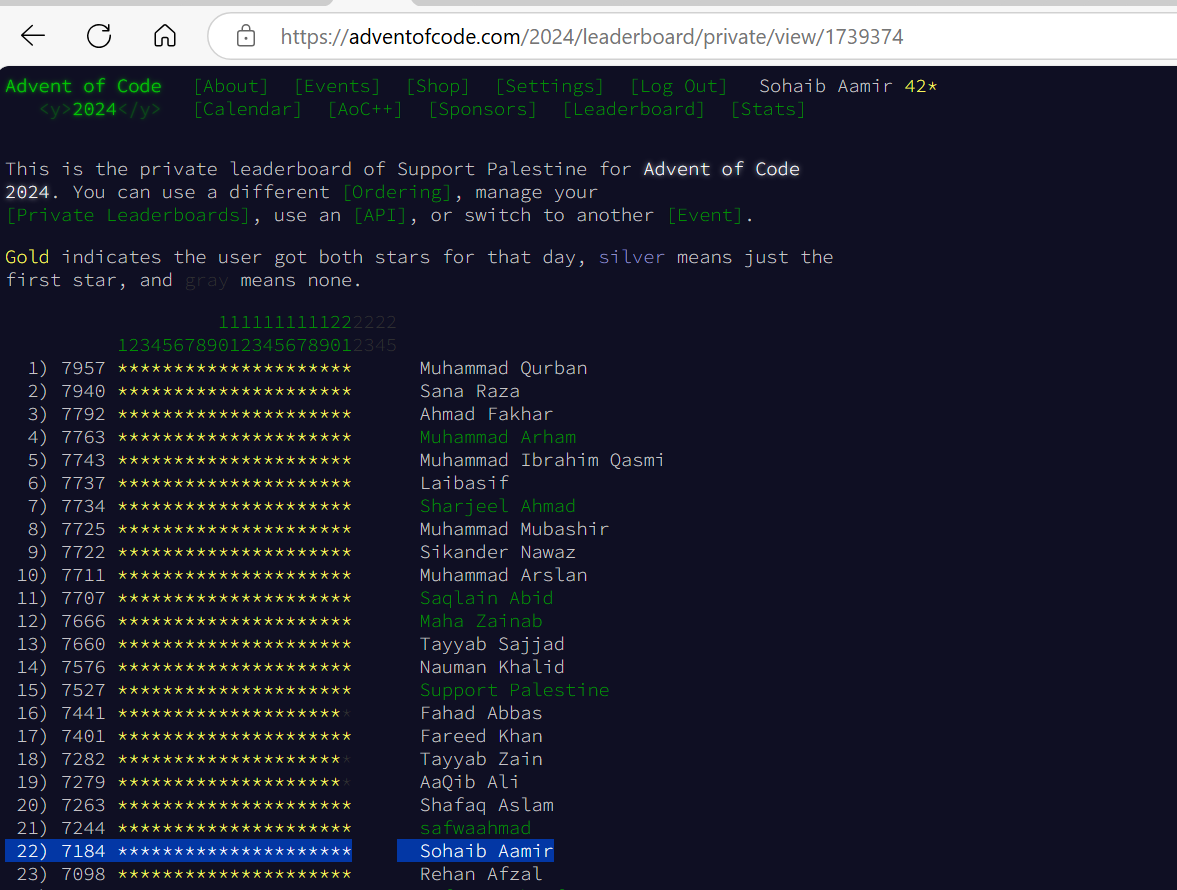 https://adventofcode.com/2024/leaderboard/private/view/1739374
Advent of Code [About] [Events] [Shop] [Settings] [Log Out] Sohaib Aamir 42*
<y>2024</y> [Calendar] [AoC++] [Sponsors] [Leaderboard] [Stats]
This is the private leaderboard of Support Palestine for Advent of Code
2024. You can use a different [Ordering], manage your
[Private Leaderboards], use an [API], or switch to another [Event].
Gold indicates the user got both stars for that day, silver means just the
first star, and gray means none.
1111111111222222
1234567890123456789012345
1) 7957 ********************* Muhammad Qurban
2) 7940 ********************* Sana Raza
3) 7792 ********************* Ahmad Fakhar
4) 7763 ********************* Muhammad Arham
5) 7743 ********************* Muhammad Ibrahim Qasmi
6) 7737 ********************* Laibasif
7) 7734 ********************* Sharjeel Ahmad
8) 7725 ********************* Muhammad Mubashir
9) 7722 ********************* Sikander Nawaz
10) 7711 ********************* Muhammad Arslan
11) 7707 ********************* Saqlain Abid
12) 7666 ********************* Maha Zainab
13) 7660 ********************* Tayyab Sajjad
14) 7576 ********************* Nauman Khalid
15) 7527 ********************* Support Palestine
16) 7441 ********************* Fahad Abbas
17) 7401 ********************* Fareed Khan
18) 7282 ********************* Tayyab Zain
19) 7279 ********************* AaQib Ali
20) 7263 ********************* Shafaq Aslam
21) 7244 ********************* safwaahmad
22) 7184 ********************* Sohaib Aamir
23) 7098 ********************* Rehan Afzal